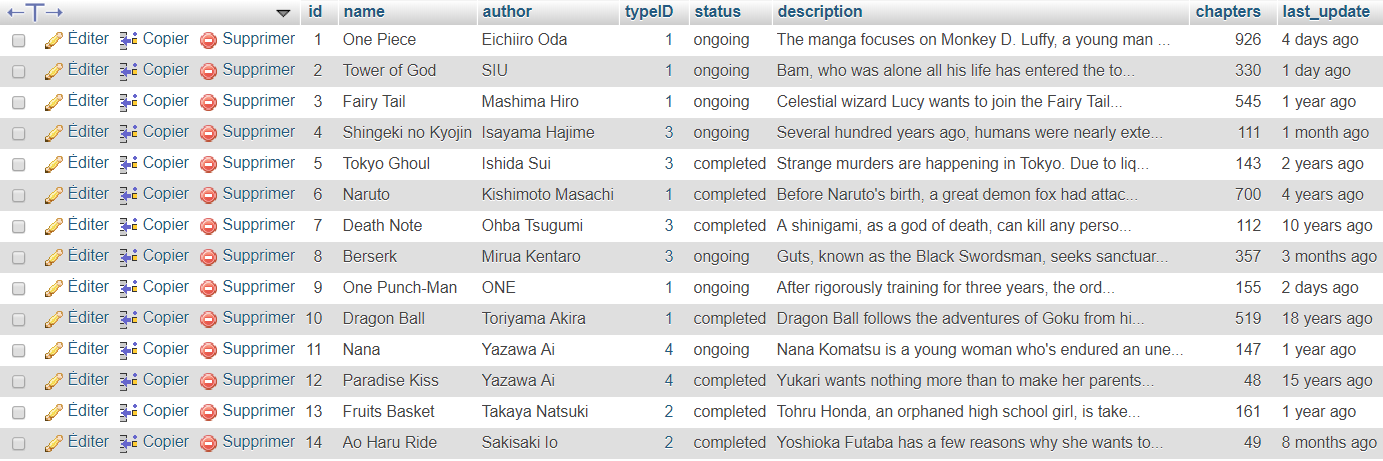 id name author typeID status description chapters last_update
Éditer Copier Supprimer 1 One Piece Eichiiro Oda 1 ongoing The manga focuses on Monkey D. Luffy, a young man ... 926 4 days ago
Éditer Copier Supprimer 2 Tower of God SIU 1 ongoing Bam, who was alone all his life has entered the to... 330 1 day ago
Éditer Copier Supprimer 3 Fairy Tail Mashima Hiro 1 ongoing Celestial wizard Lucy wants to join the Fairy Tail... 545 1 year ago
Éditer Copier Supprimer 4 Shingeki no Kyojin Isayama Hajime 3 ongoing Several hundred years ago, humans were nearly exte... 111 1 month ago
Éditer Copier Supprimer 5 Tokyo Ghoul Ishida Sui 3 completed Strange murders are happening in Tokyo. Due to liq... 143 2 years ago
Éditer Copier Supprimer 6 Naruto Kishimoto Masachi 1 completed Before Naruto's birth, a great demon fox had attac... 700 4 years ago
Éditer Copier Supprimer 7 Death Note Ohba Tsugumi 3 completed A shinigami, as a god of death, can kill any perso... 112 10 years ago
Éditer Copier Supprimer 8 Berserk Mirua Kentaro 3 ongoing Guts, known as the Black Swordsman, seeks sanctuar... 357 3 months ago
Éditer Copier Supprimer 9 One Punch-Man ONE 1 ongoing After rigorously training for three years, the ord... 155 2 days ago
Éditer Copier Supprimer 10 Dragon Ball Toriyama Akira 1 completed Dragon Ball follows the adventures of Goku from hi... 519 18 years ago
Éditer Copier Supprimer 11 Nana Yazawa Ai 4 ongoing Nana Komatsu is a young woman who's endured an une... 147 1 year ago
Éditer Copier Supprimer 12 Paradise Kiss Yazawa Ai 4 completed Yukari wants nothing more than to make her parents... 48 15 years ago
Éditer Copier Supprimer 13 Fruits Basket Takaya Natsuki 2 completed Tohru Honda, an orphaned high school girl, is take... 161 1 year ago
Éditer Copier Supprimer 14 Ao Haru Ride Sakisaki Io 2 completed Yoshioka Futaba has a few reasons why she wants to... 49 8 months ago